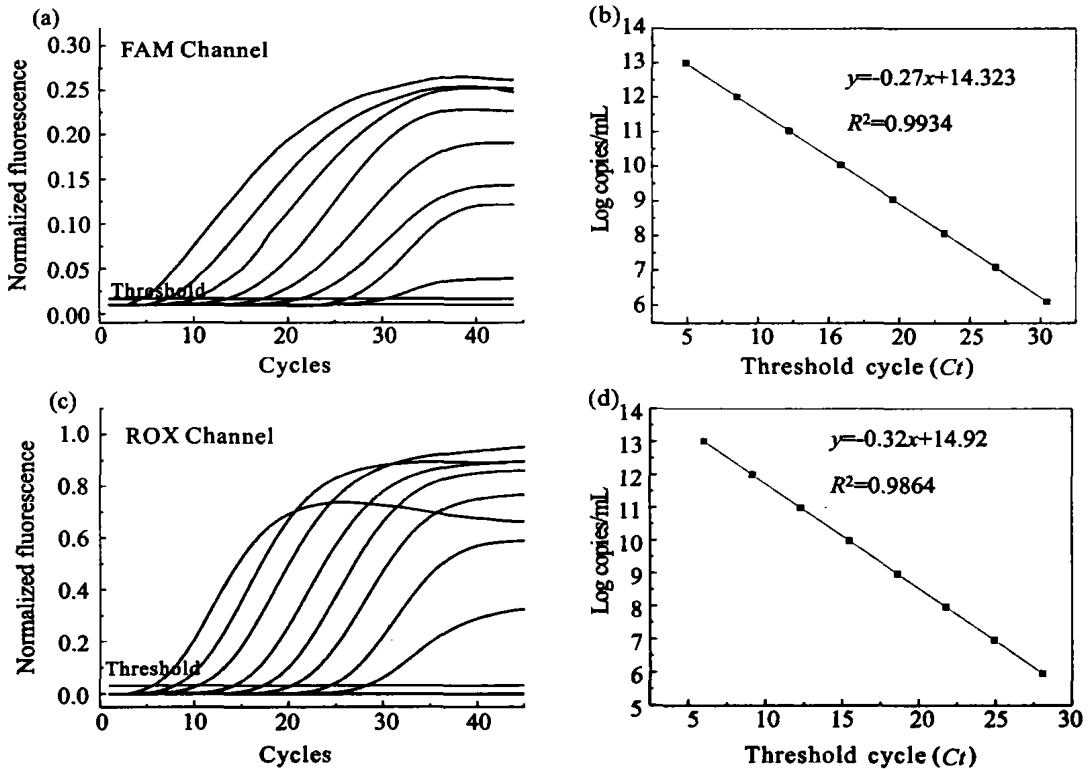 (a)
FAM Channel
0.30
0.25
0.20
0.15
0.10
0.05
0.00
Threshold
Normalized fluorescence
0 10 20 30 40
Cycles
(b)
y=-0.27x+14.323
R²=0.9934
14
13
12
11
10
9
8
7
6
Log copies/mL
5 10 16 20 25 30
Threshold cycle (Ct)
(c)
ROX Channel
1.0
0.8
0.6
0.4
0.2
0.0
Threshold
Normalized fluorescence
0 10 20 30 40
Cycles
(d)
y=-0.32x+14.92
R²=0.9864
14
13
12
11
10
9
8
7
6
5
Log copies/mL
5 10 15 20 25 30
Threshold cycle (Ct)